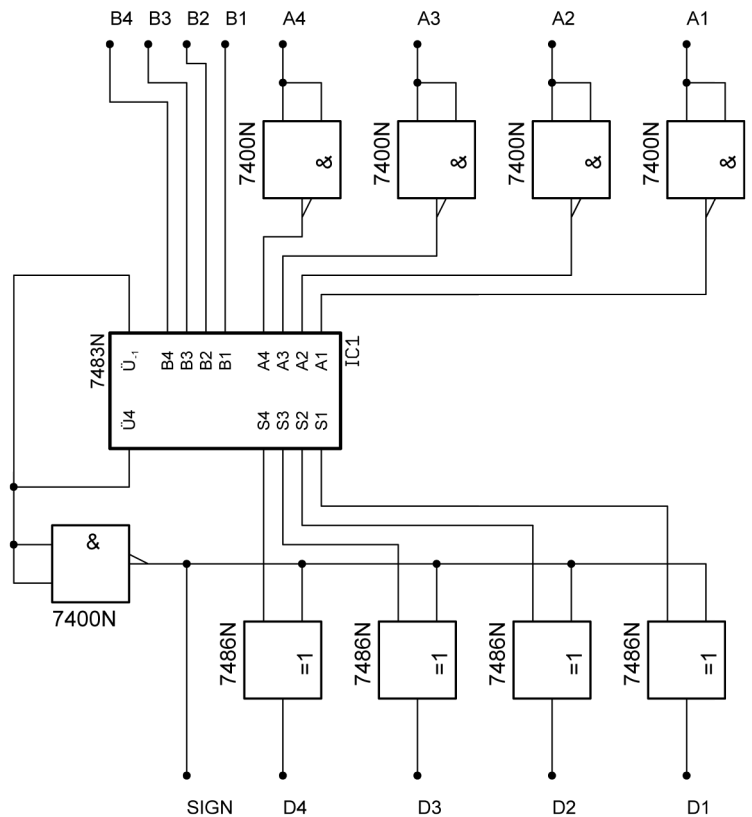 B4 B3 B2 B1 A4 A3 A2 A1
7400N & 7400N & 7400N & 7400N &
7483N Ü-1 B4 B3 B2 B1 A4 A3 A2 A1 IC1
Ü4 S4 S3 S2 S1
&
7400N
7486N =1 7486N =1 7486N =1 7486N =1
SIGN D4 D3 D2 D1